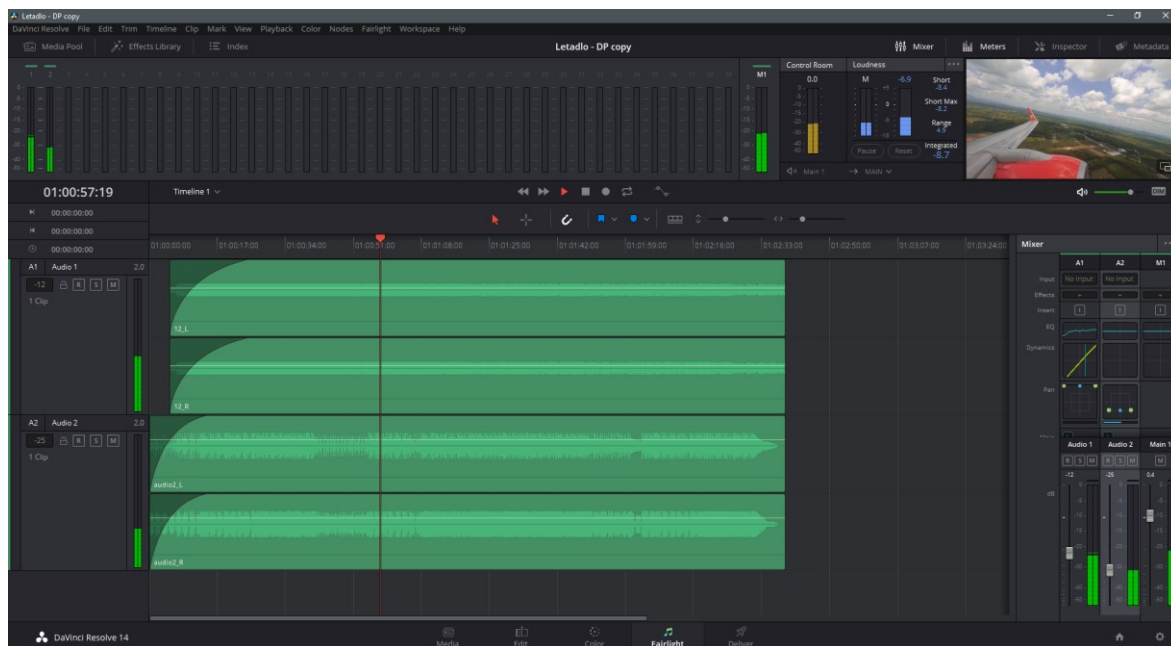 Letadlo - DP copy
DaVinci Resolve File Edit Trim Timeline Clip Mark View Playback Color Nodes Fairlight Workspace Help
Media Pool Effects Library Index Letadlo - DP copy Mixer Meters Inspector Metadata
Control Room Loudness
M1 0.0 M -6.9 Short
-8.4
Short Max
-8.2
Range
4.9
Integrated
-8.7
Pause Reset
Main 1 MAIN
01:00:57:19 Timeline 1 DIM
00:00:00:00
00:00:00:00
00:00:00:00
01:00:00:00 01:00:17:00 01:00:34:00 01:00:51:00 01:01:08:00 01:01:25:00 01:01:42:00 01:01:59:00 01:02:16:00 01:02:33:00 01:02:50:00 01:03:07:00 01:03:24:00
Mixer
A1 Audio 1 2.0
-12 R S M
1 Clip
12_L
12_R
A2 Audio 2 2.0
-25 R S M
1 Clip
audio2_L
audio2_R
A1 A2 M1
Input No Input No Input
Effects
Insert I I I
EQ
Dynamics
Pan
Audio 1 Audio 2 Main 1
R S M R S M M
-12 -25 0.4
dB
DaVinci Resolve 14
Media Edit Color Fairlight Deliver